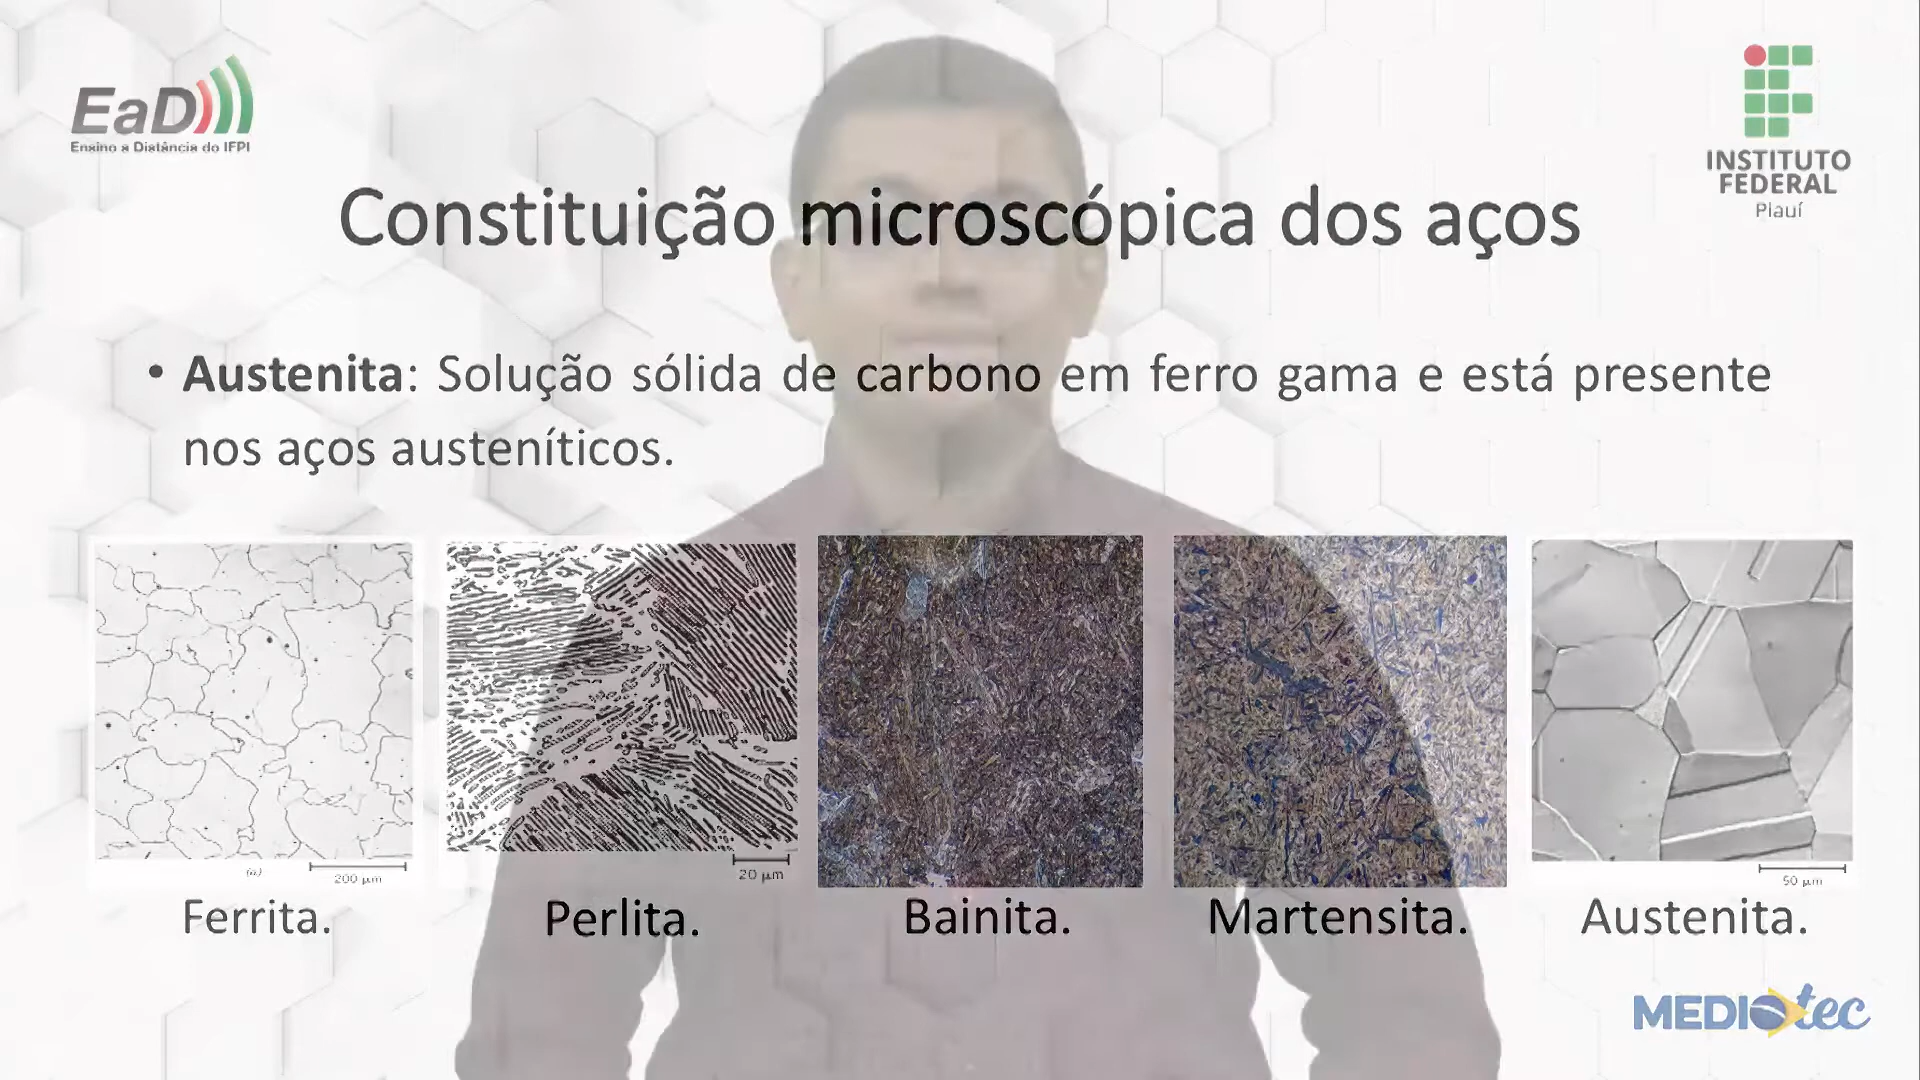 EaD
Ensino a Distância do IFPI
INSTITUTO
FEDERAL
Piauí
Constituição microscópica dos aços
• Austenita: Solução sólida de carbono em ferro gama e está presente
nos aços austeníticos.
(a)
200 μm
20 μm
50 μm
Ferrita.
Perlita.
Bainita.
Martensita.
Austenita.
MEDIOtec